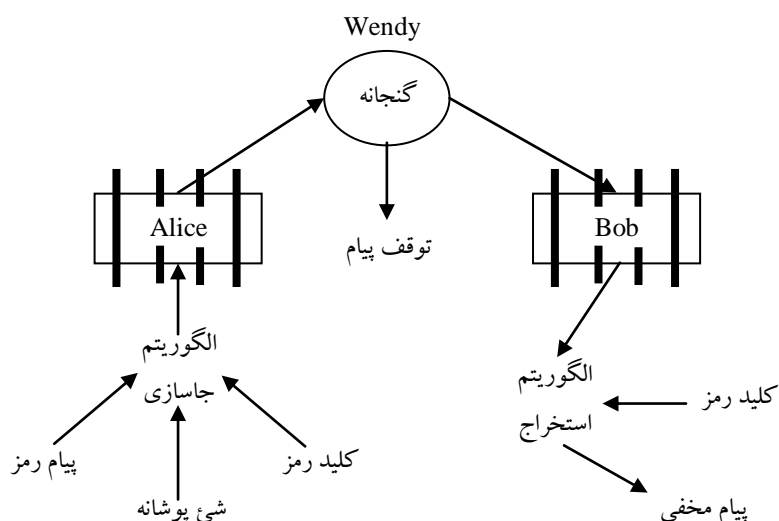 Wendy
گنجانه
Alice
Bob
توقف پیام
الگوریتم
جاسازی
پیام رمز
شئ پوشانه
کلید رمز
الگوریتم
استخراج
کلید رمز
پیام مخفی